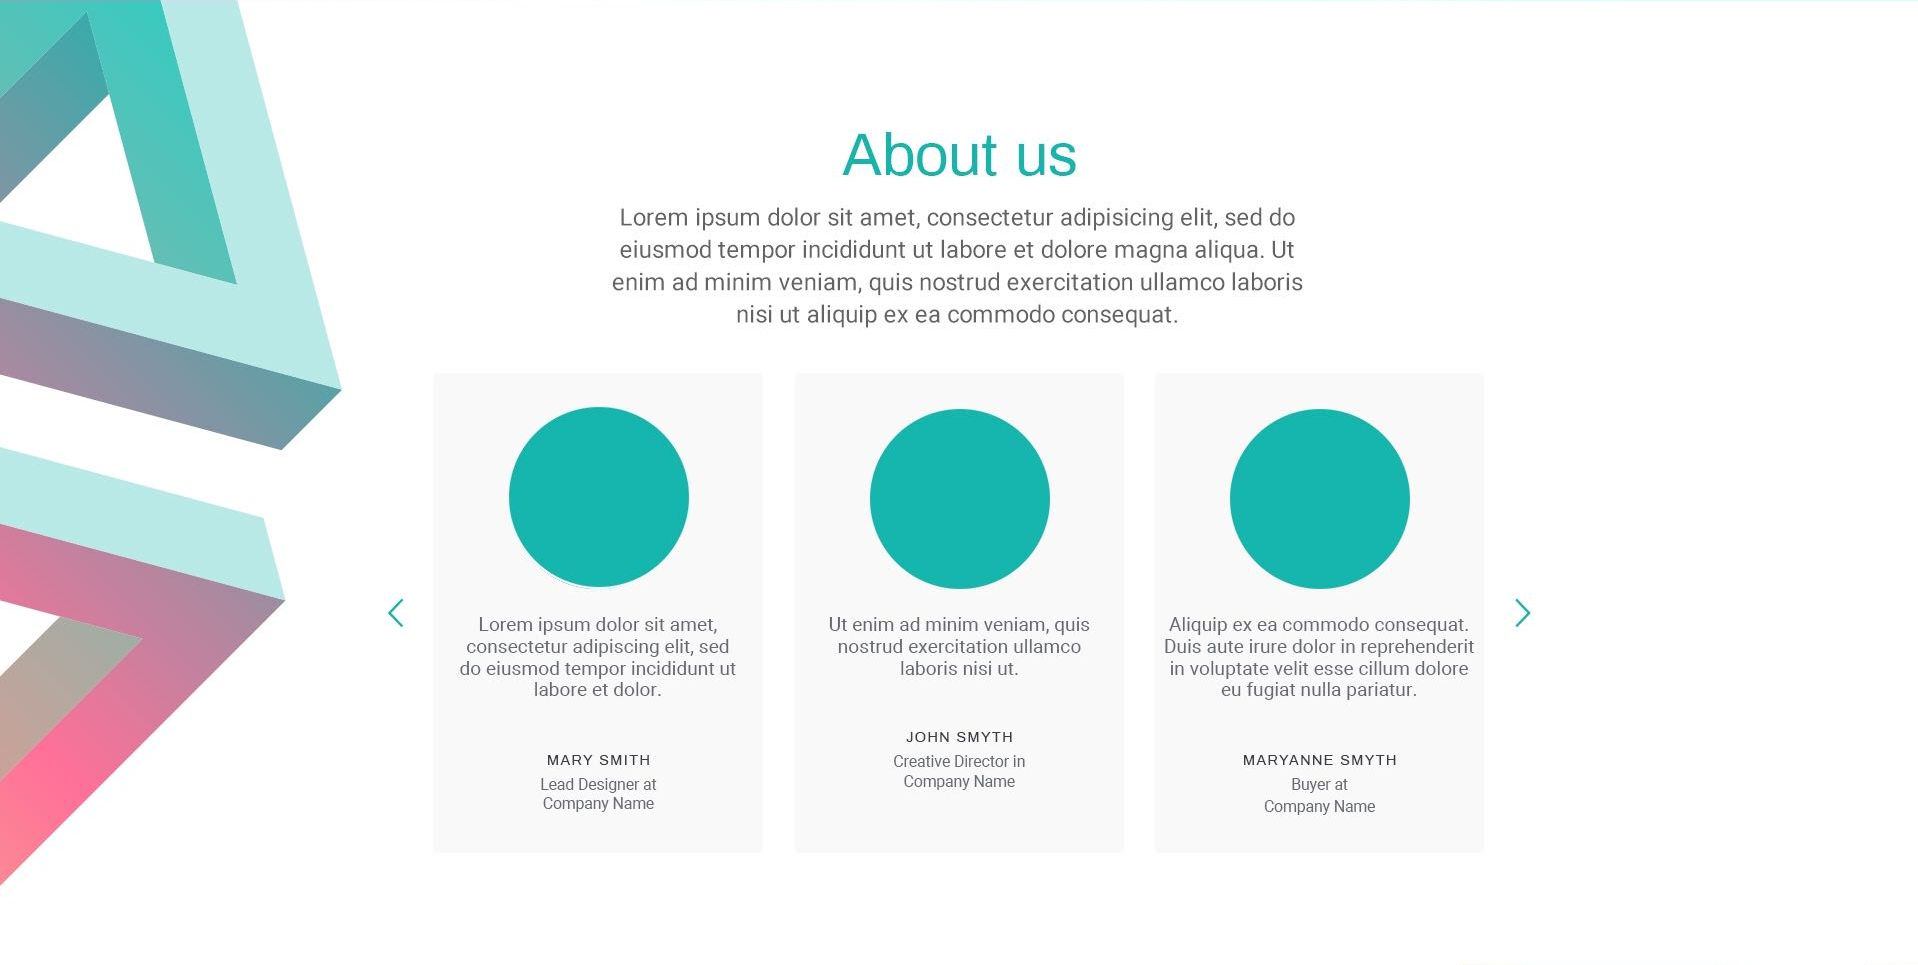 About us
Lorem ipsum dolor sit amet, consectetur adipisicing elit, sed do
eiusmod tempor incididunt ut labore et dolore magna aliqua. Ut
enim ad minim veniam, quis nostrud exercitation ullamco laboris
nisi ut aliquip ex ea commodo consequat.
Lorem ipsum dolor sit amet,
consectetur adipiscing elit, sed
do eiusmod tempor incididunt ut
labore et dolor.
MARY SMITH
Lead Designer at
Company Name
Ut enim ad minim veniam, quis
nostrud exercitation ullamco
laboris nisi ut.
JOHN SMYTH
Creative Director in
Company Name
Aliquip ex ea commodo consequat.
Duis aute irure dolor in reprehenderit
in voluptate velit esse cillum dolore
eu fugiat nulla pariatur.
MARYANNE SMYTH
Buyer at
Company Name